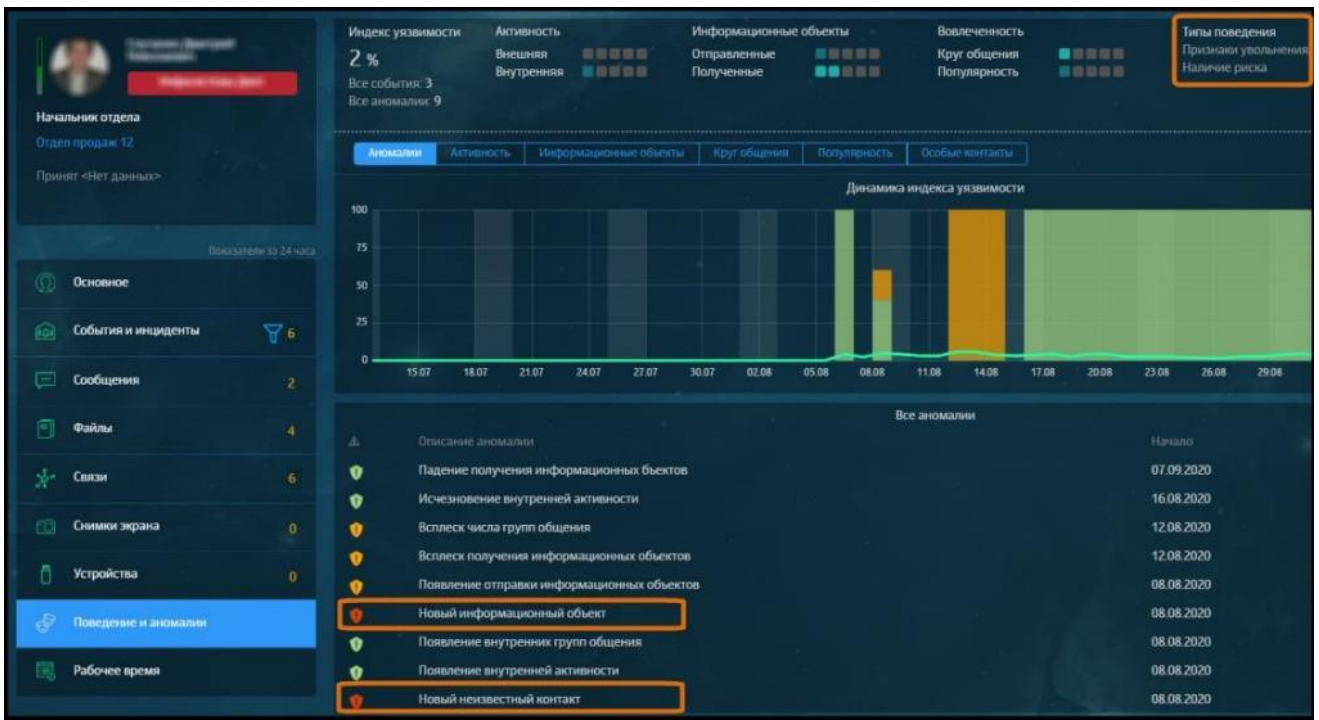 Начальник отдела
Отдел продаж 12
Принят <Нет данных>
Показатели за 24 часа
Основное
События и инциденты 6
Сообщения 2
Файлы 4
Связи 6
Снимки экрана 0
Устройства 0
Поведение и аномалии
Рабочее время
Индекс уязвимости
2 %
Все события: 3
Все аномалии: 9
Активность
Внешняя
Внутренняя
Информационные объекты
Отправленные
Полученные
Вовлеченность
Круг общения
Популярность
Типы поведения
Признаки увольнения
Наличие риска
Аномалии Активность Информационные объекты Круг общения Популярность Особые контакты
Динамика индекса уязвимости
100
75
50
25
0
15.07 18.07 21.07 24.07 27.07 30.07 02.08 05.08 08.08 11.08 14.08 17.08 20.08 23.08 26.08 29.08
Все аномалии
Описание аномалии Начало
Падение получения информационных бъектов 07.09.2020
Исчезновение внутренней активности 16.08.2020
Всплеск числа групп общения 12.08.2020
Всплеск получения информационных объектов 12.08.2020
Появление отправки информационных объектов 08.08.2020
Новый информационный объект 08.08.2020
Появление внутренних групп общения 08.08.2020
Появление внутренней активности 08.08.2020
Новый неизвестный контакт 08.08.2020